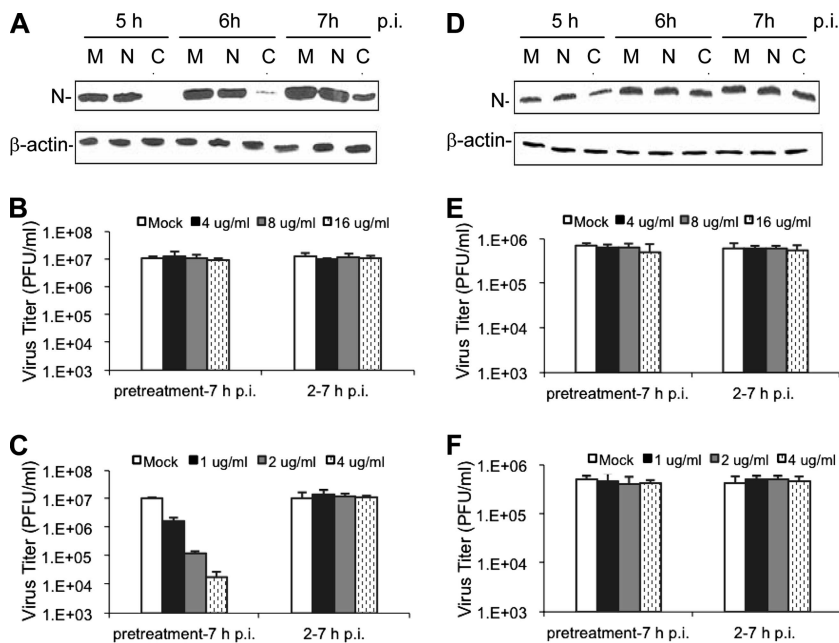 A
5 h 6h 7h p.i.
M N C M N C M N C
N-
β-actin-
D
5 h 6h 7h p.i.
M N C M N C M N C
N-
β-actin-
B
Mock 4 ug/ml 8 ug/ml 16 ug/ml
Virus Titer (PFU/ml)
1.E+08
1.E+07
1.E+06
1.E+05
1.E+04
1.E+03
pretreatment-7 h p.i. 2-7 h p.i.
E
Mock 4 ug/ml 8 ug/ml 16 ug/ml
Virus Titer (PFU/ml)
1.E+06
1.E+05
1.E+04
1.E+03
pretreatment-7 h p.i. 2-7 h p.i.
C
Mock 1 ug/ml 2 ug/ml 4 ug/ml
Virus Titer (PFU/ml)
1.E+08
1.E+07
1.E+06
1.E+05
1.E+04
1.E+03
pretreatment-7 h p.i. 2-7 h p.i.
F
Mock 1 ug/ml 2 ug/ml 4 ug/ml
Virus Titer (PFU/ml)
1.E+06
1.E+05
1.E+04
1.E+03
pretreatment-7 h p.i. 2-7 h p.i.